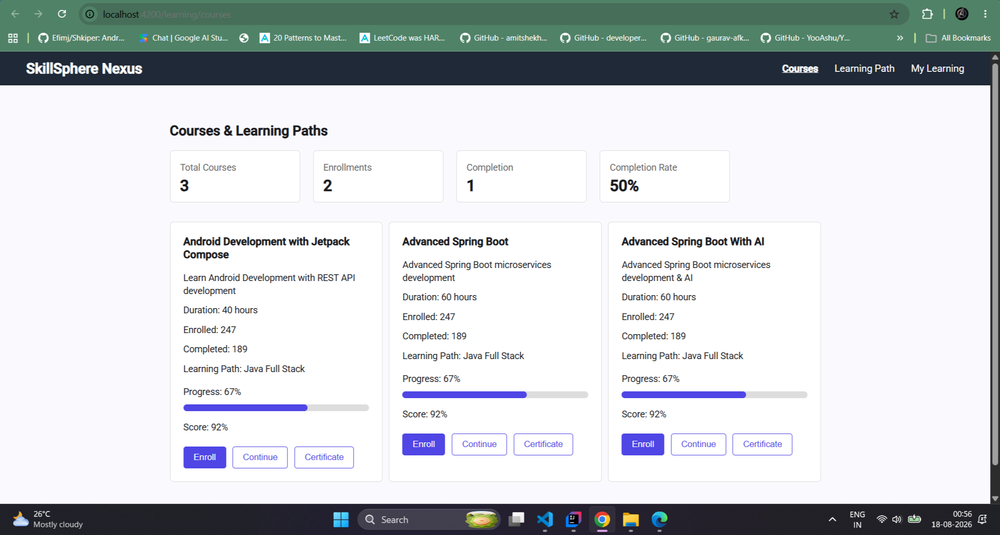 localhost:4200/learning/courses
Efimj/Shkiper: Andr...
Chat | Google AI Stu...
20 Patterns to Mast...
LeetCode was HAR...
GitHub - amitshekh...
GitHub - developer...
GitHub - gaurav-afk...
GitHub - YooAshu/Y...
»
All Bookmarks
SkillSphere Nexus
Courses
Learning Path
My Learning
Courses & Learning Paths
Total Courses
3
Enrollments
2
Completion
1
Completion Rate
50%
Android Development with Jetpack
Compose
Learn Android Development with REST API
development
Duration: 40 hours
Enrolled: 247
Completed: 189
Learning Path: Java Full Stack
Progress: 67%
Score: 92%
Enroll
Continue
Certificate
Advanced Spring Boot
Advanced Spring Boot microservices
development
Duration: 60 hours
Enrolled: 247
Completed: 189
Learning Path: Java Full Stack
Progress: 67%
Score: 92%
Enroll
Continue
Certificate
Advanced Spring Boot With AI
Advanced Spring Boot microservices
development & AI
Duration: 60 hours
Enrolled: 247
Completed: 189
Learning Path: Java Full Stack
Progress: 67%
Score: 92%
Enroll
Continue
Certificate
26°C
Mostly cloudy
Search
ENG
IN
00:56
18-08-2026